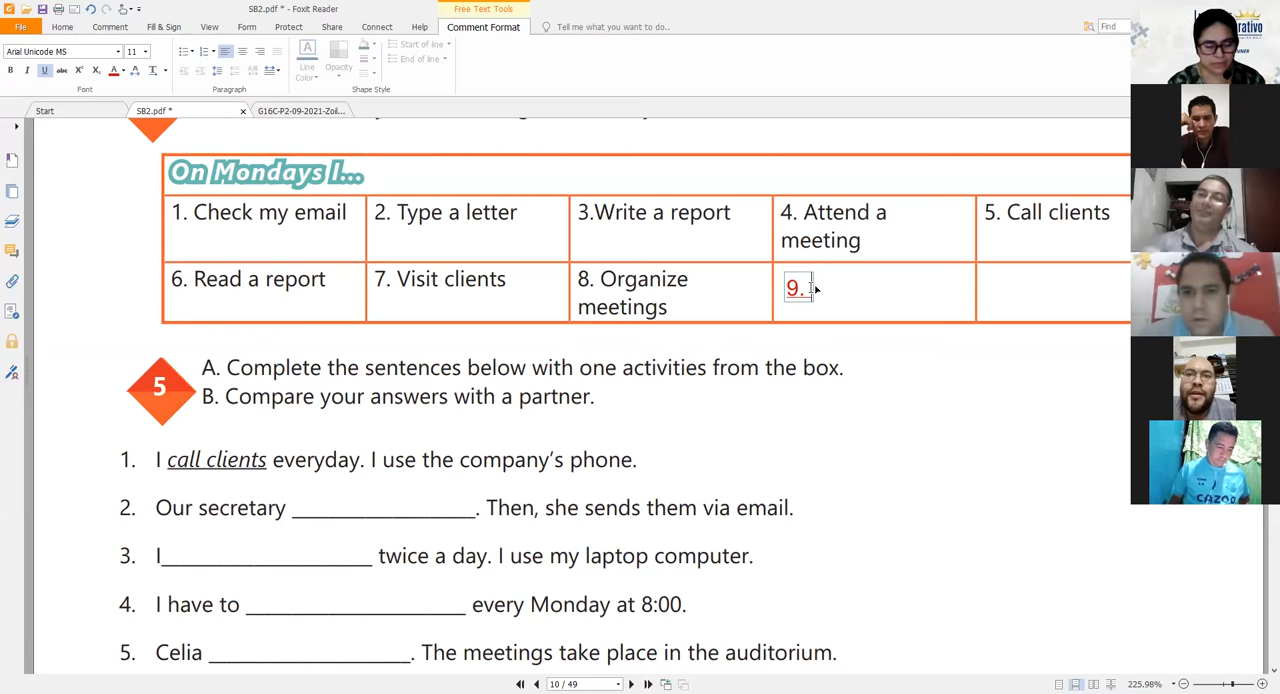 SB2.pdf * - Foxit Reader
Free Text Tools
File
Home
Comment
Fill & Sign
View
Form
Protect
Share
Connect
Help
Comment Format
Tell me what you want to do..
Find
Arial Unicode MS
11
Line
Color
Opacity
Start of line
End of line
Font
Paragraph
Shape Style
Start
SB2.pdf *
G16C-P2-09-2021-Zoil...
On Mondays I...
1. Check my email
2. Type a letter
3.Write a report
4. Attend a
meeting
5. Call clients
6. Read a report
7. Visit clients
8. Organize
meetings
9.
5
A. Complete the sentences below with one activities from the box.
B. Compare your answers with a partner.
1. I call clients everyday. I use the company's phone.
2. Our secretary _________________. Then, she sends them via email.
3. I____________________ twice a day. I use my laptop computer.
4. I have to _____________________ every Monday at 8:00.
5. Celia ___________________. The meetings take place in the auditorium.
10 / 49
225.98%
CAZOR